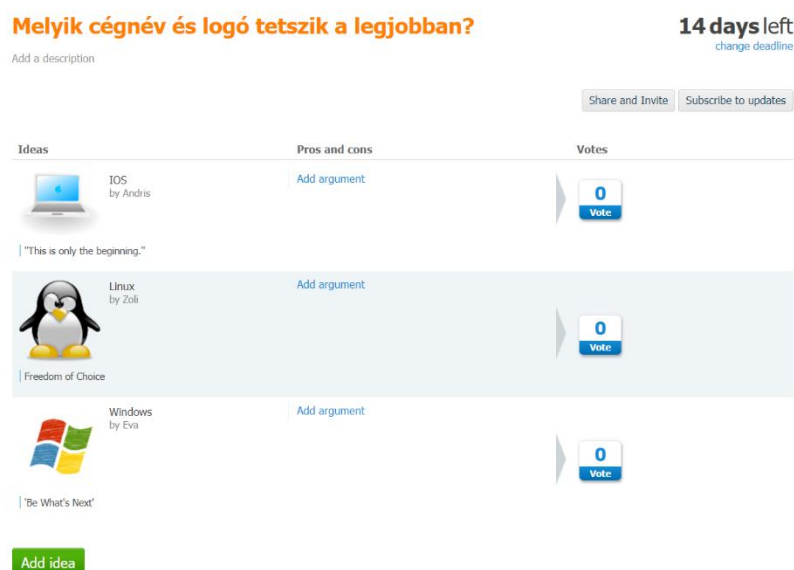 Melyik cégnév és logó tetszik a legjobban?
14 days left
change deadline
Add a description
Share and Invite
Subscribe to updates
Ideas
Pros and cons
Votes
IOS
by Andris
Add argument
0
Vote
"This is only the beginning."
Linux
by Zoli
Add argument
0
Vote
Freedom of Choice
Windows
by Eva
Add argument
0
Vote
'Be What's Next'
Add idea